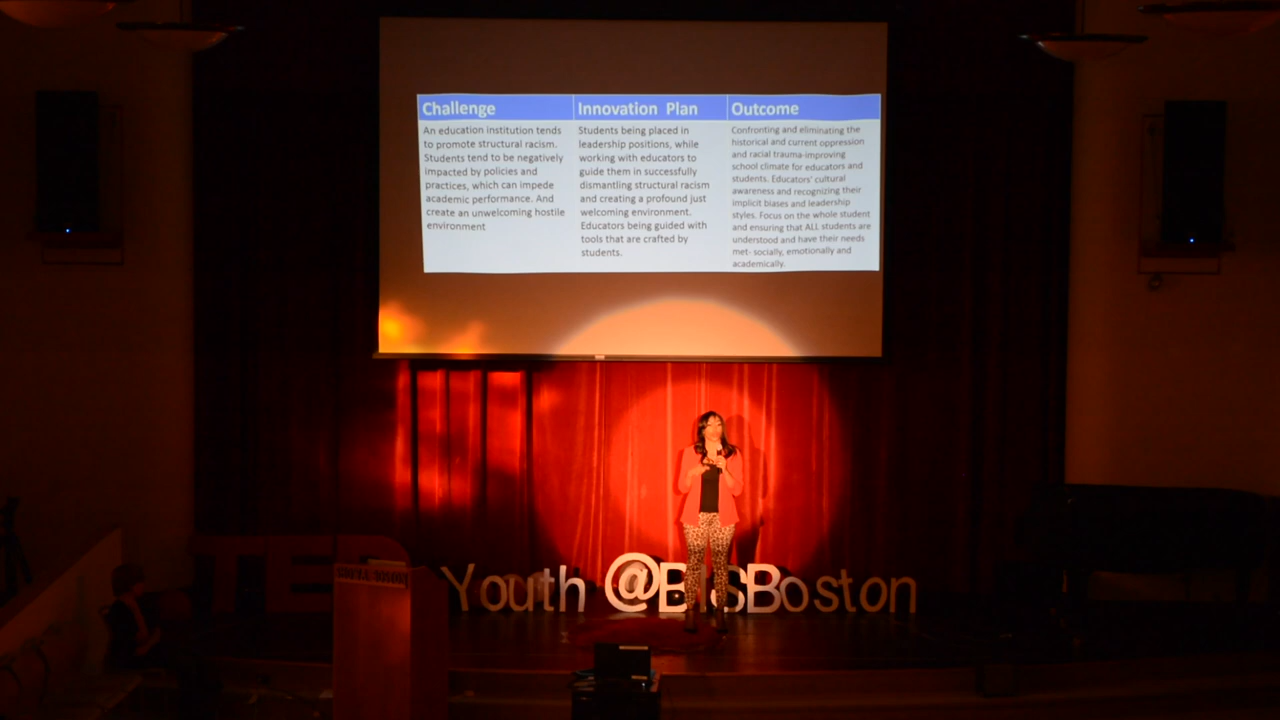 Challenge
An education institution tends
to promote structural racism.
Students tend to be negatively
impacted by policies and
practices, which can impede
academic performance. And
create an unwelcoming hostile
environment
Innovation Plan
Students being placed in
leadership positions, while
working with educators to
guide them in successfully
dismantling structural racism
and creating a profound just
welcoming environment.
Educators being guided with
tools that are crafted by
students.
Outcome
Confronting and eliminating the
historical and current oppression
and racial trauma-improving
school climate for educators and
students. Educators' cultural
awareness and recognizing their
implicit biases and leadership
styles. Focus on the whole student
and ensuring that ALL students are
understood and have their needs
met- socially, emotionally and
academically.
TED
Youth @BISBoston
BOSTON